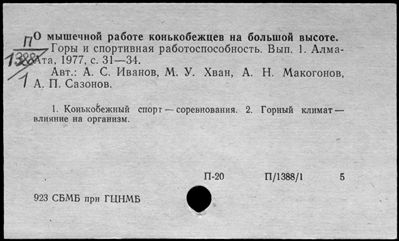 О мышечной работе конькобежцев на большой высоте.
П
1388
1
Горы и спортивная работоспособность. Вып. 1. Алма-
Ата, 1977, с. 31—34.
Авт.: А. С. Иванов, М. У. Хван, А. Н. Макогонов,
А. П. Сазонов.
1. Конькобежный спорт — соревнования. 2. Горный климат —
влияние на организм.
П-20 П/1388/1 5
923 СБМБ при ГЦНМБ